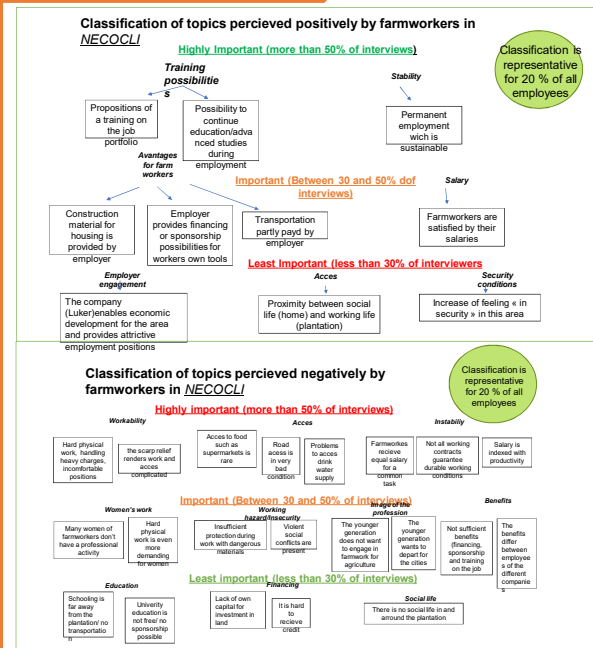 Classification of topics percieved positively by farmworkers in
NECOCLI
Highly Important (more than 50% of interviews)
Classification is
representative
for 20 % of all
employees
Training
possibilitie
s
Stability
Propositions of
a training on
the job
portfolio
Possibility to
continue
education/adva
nced studies
during
employment
Permanent
employment
wich is
sustainable
Avantages
for farm
workers
Important (Between 30 and 50% dof
interviews)
Salary
Construction
material for
housing is
provided by
employer
Employer
provides financing
or sponsorship
possibilities for
workers own tools
Transportation
partly payd by
employer
Farmworkers are
satisfied by their
salaries
Least Important (less than 30% of interviewers
Employer
engagement
Acces
Security
conditions
The company
(Luker)enables economic
development for the area
and provides attrictive
employment positions
Proximity between social
life (home) and working life
(plantation)
Increase of feeling « in
security » in this area
Classification of topics percieved negatively by
farmworkers in NECOCLI
Classification is
representative
for 20 % of all
employees
Highly important (more than 50% of interviews)
Workability
Acces
Instabiliy
Hard physical
work, handling
heavy charges,
incomfortable
positions
the scarp relief
renders work and
acces
complicated
Acces to food
such as
supermarkets is
rare
Road
acess is
in very
bad
condition
Problems
to acces
drink
water
supply
Farmworkes
recieve
equal salary
for a
common
task
Not all working
contracts
guarantee
durable working
conditions
Salary is
indexed with
productivity
Important (Between 30 and 50% of interviews)
Women's work
Working
hazard/Insecurity
Image of the
profession
Benefits
Many women of
farmworkers don't
have a professional
activity
Hard
physical
work is even
more
demanding
for women
Insufficient
protection during
work with dangerous
materials
Violent
social
conflicts are
present
The younger
generation does
not want to
engage in
farmwork for
agriculture
The
younger
generation
wants to
depart for
the cities
Not sufficient
benefits
(financing,
sponsorship
and training
on the job)
The
benefits
differ
between
employee
s of the
different
companie
s
Least important (less than 30% of interviews)
Education
Financing
Social life
Schooling is
far away
from the
plantation/ no
transportatio
n
Univerity
education is
not free/ no
sponsorship
possible
Lack of own
capital for
investment in
land
It is hard
to
recieve
credit
There is no social life in and
arround the plantation